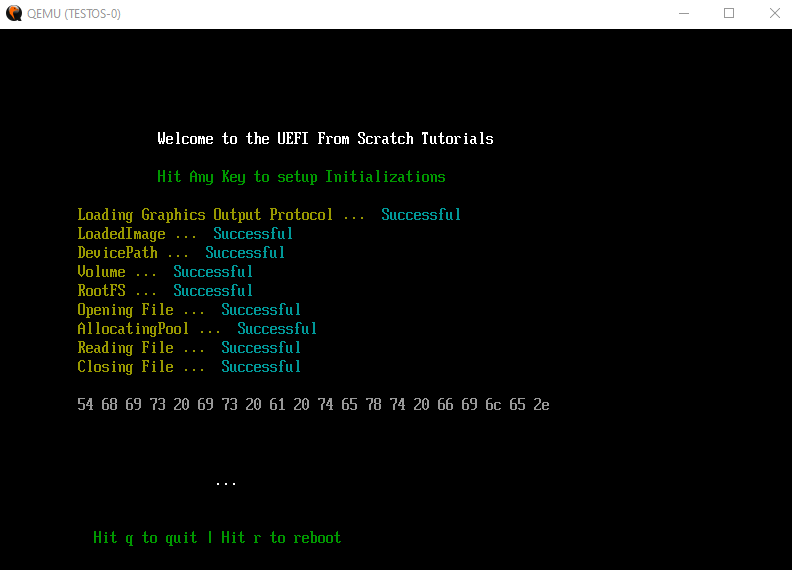 QEMU (TESTOS-0)
Welcome to the UEFI From Scratch Tutorials
Hit Any Key to setup Initializations
Loading Graphics Output Protocol ... Successful
LoadedImage ... Successful
DevicePath ... Successful
Volume ... Successful
RootFS ... Successful
Opening File ... Successful
AllocatingPool ... Successful
Reading File ... Successful
Closing File ... Successful
54 68 69 73 20 69 73 20 61 20 74 65 78 74 20 66 69 6c 65 2e
...
Hit q to quit | Hit r to reboot